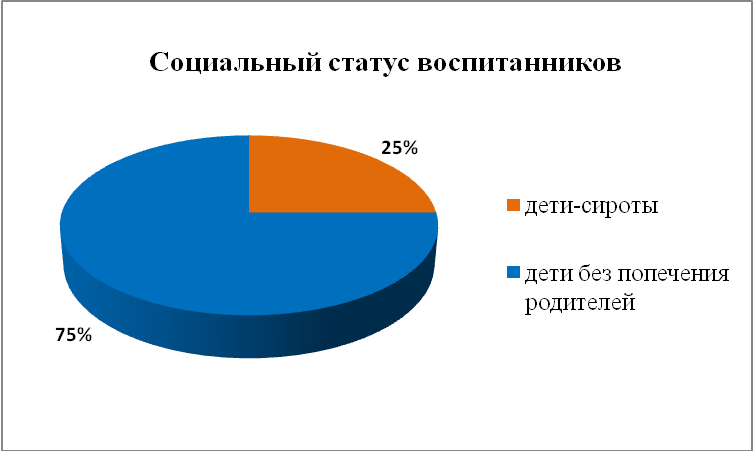 Социальный статус воспитанников
25%
дети-сироты
дети без попечения
родителей
75%